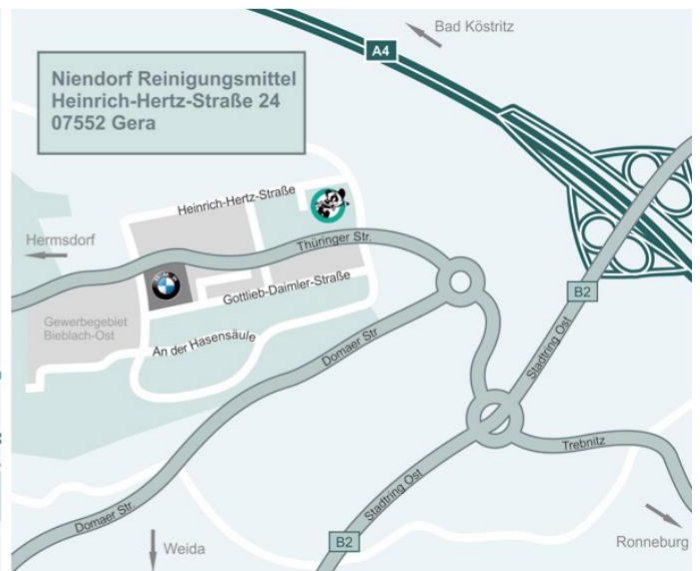 Bad Köstritz
A4
Niendorf Reinigungsmittel
Heinrich-Hertz-Straße 24
07552 Gera
Heinrich-Hertz-Straße
Hermsdorf
Thüringer Str.
B2
Gottlieb-Daimler-Straße
Gewerbegebiet
Bieblach-Ost
An der Hasensäule
Domaer Str
Stadtring Ost
Trebnitz
Stadtring Ost
Domaer Str.
B2
Weida
Ronneburg